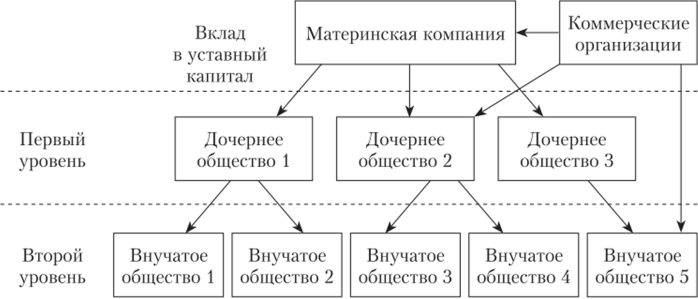 Вклад
в уставный
капитал
Материнская компания
Коммерческие
организации
Первый
уровень
Дочернее
общество 1
Дочернее
общество 2
Дочернее
общество 3
Второй
уровень
Внучатое
общество 1
Внучатое
общество 2
Внучатое
общество 3
Внучатое
общество 4
Внучатое
общество 5